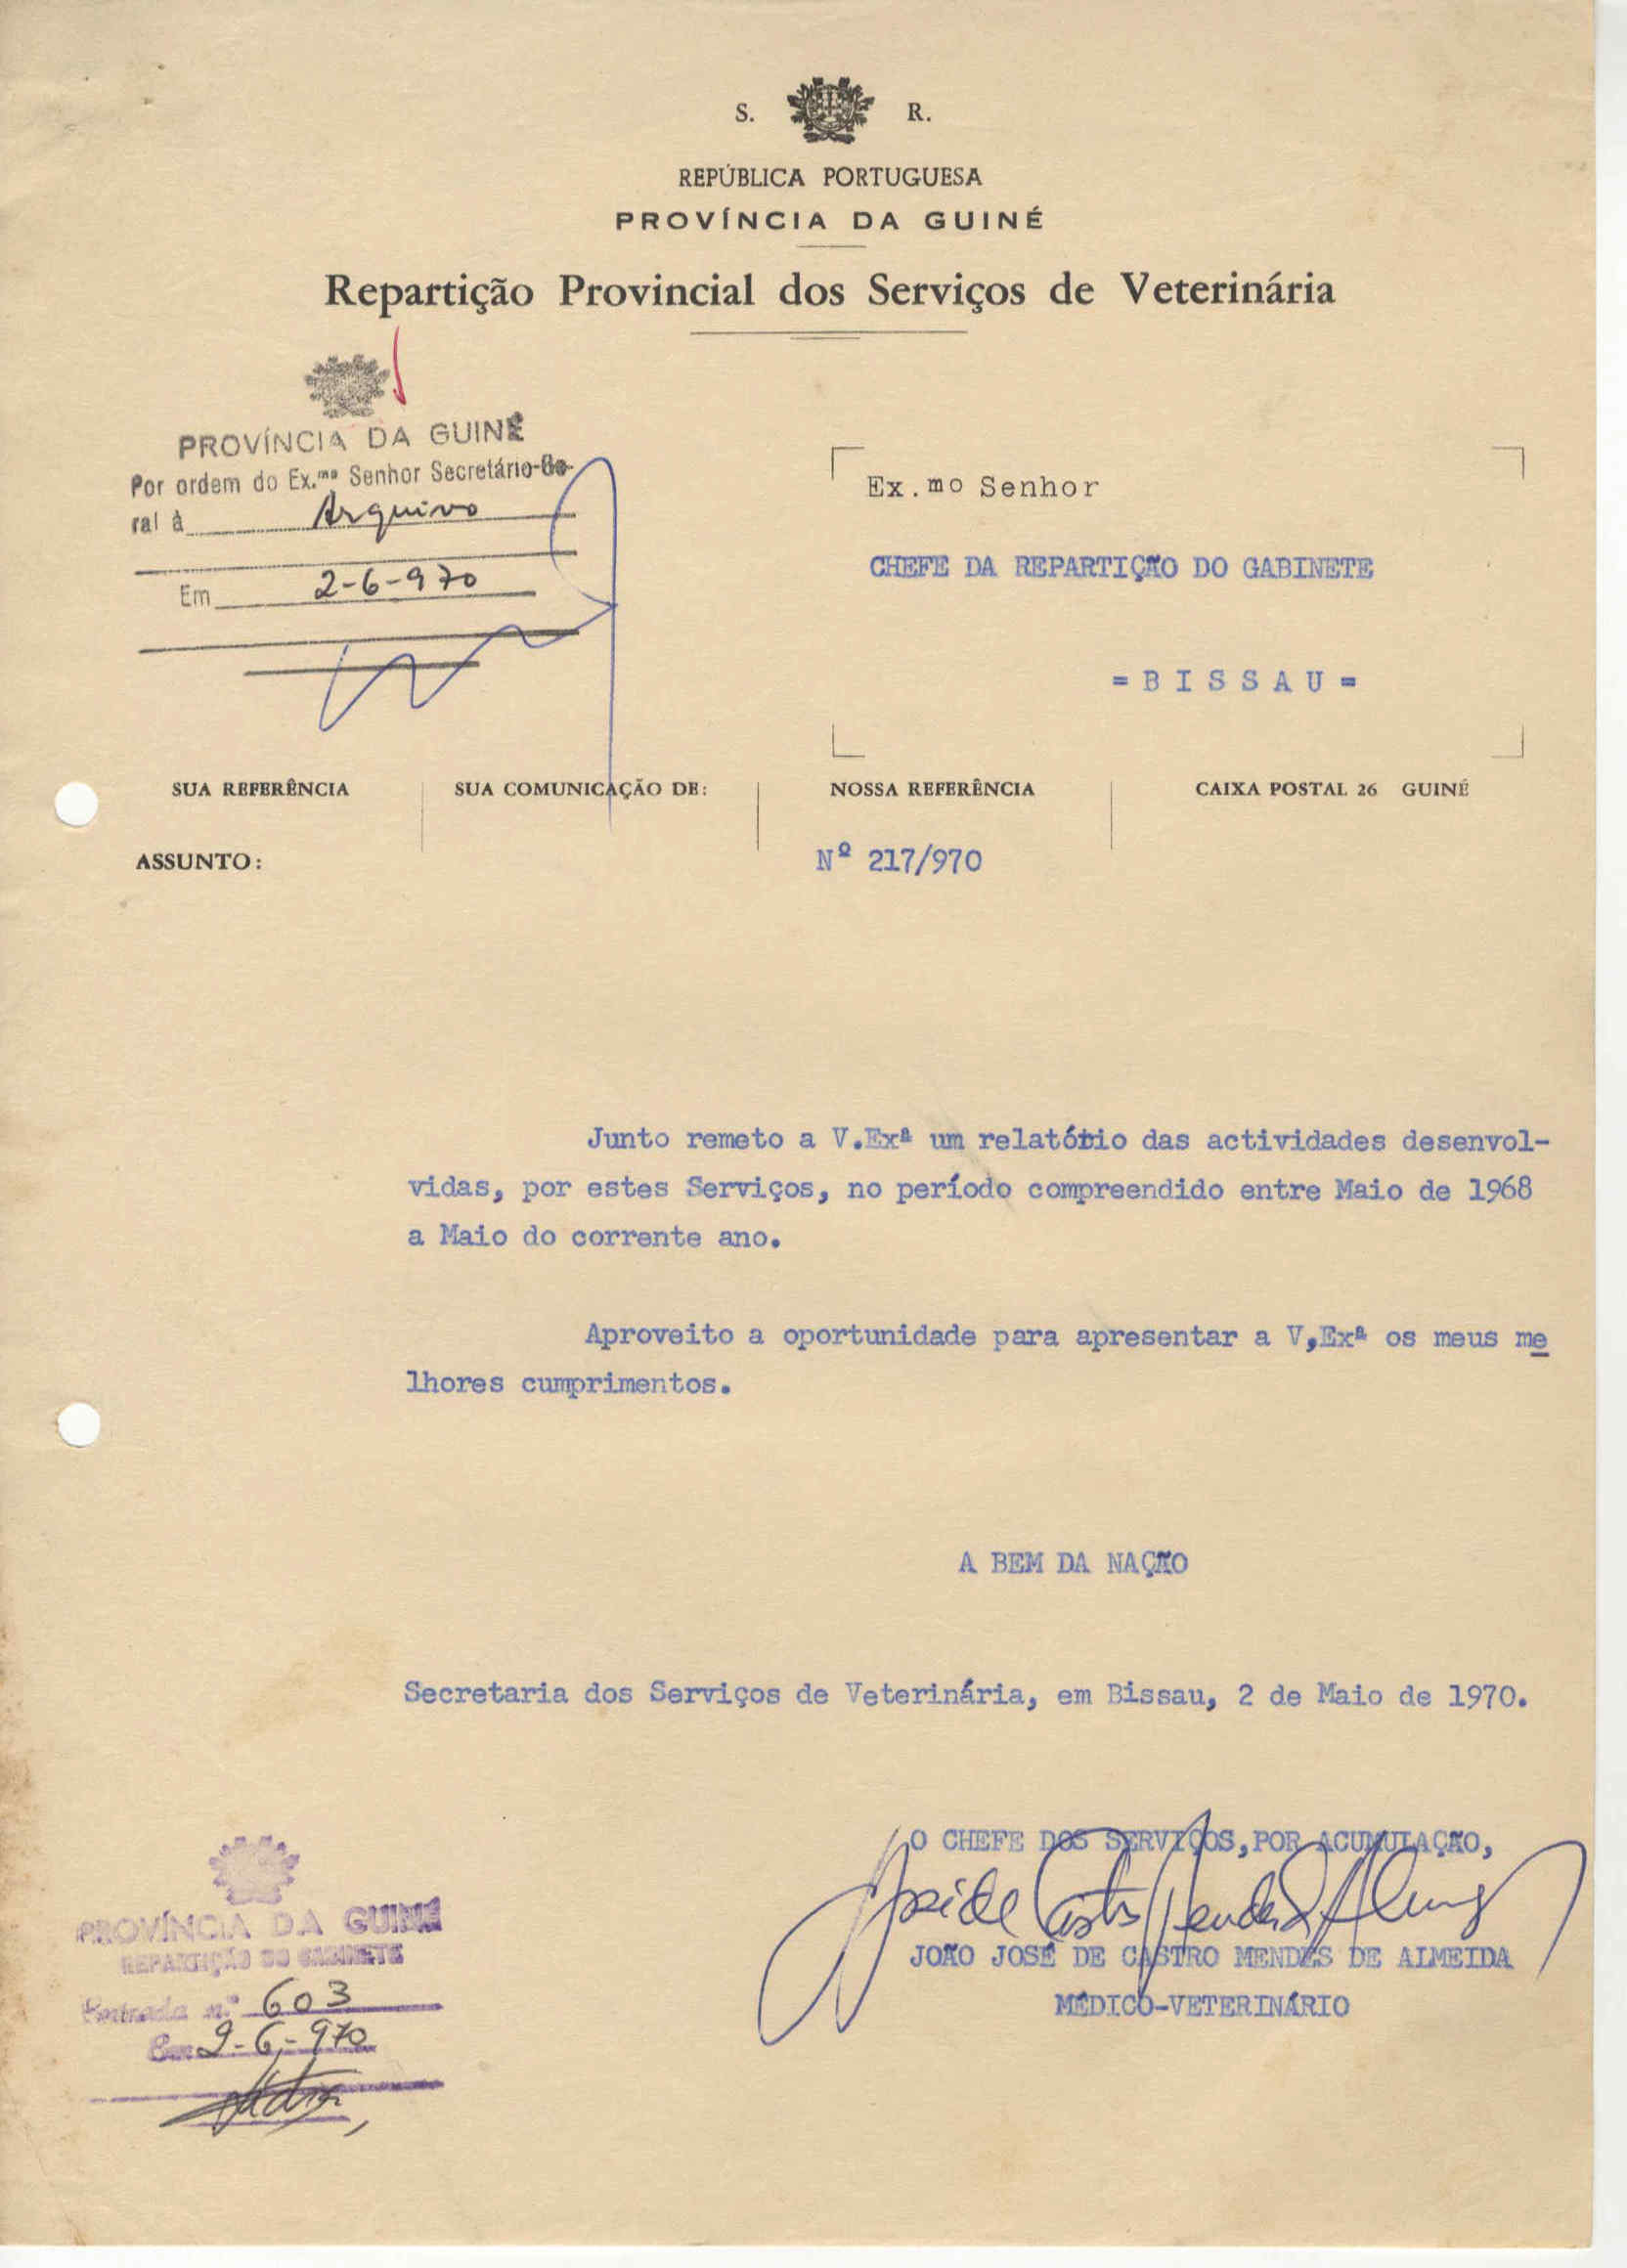 S. R.
REPÚBLICA PORTUGUESA
PROVÍNCIA DA GUINÉ
Repartição Provincial dos Serviços de Veterinária
PROVÍNCIA DA GUINÉ
Por ordem do Ex.mo Senhor Secretário-Ge-
ral à Arquivo
Em 2-6-970
Ex.mo Senhor
CHEFE DA REPARTIÇÃO DO GABINETE
=BISSAU=
SUA REFERÊNCIA SUA COMUNICAÇÃO DE: NOSSA REFERÊNCIA CAIXA POSTAL 26 GUINÉ
ASSUNTO: Nº 217/970
Junto remeto a V.Exª um relatório das actividades desenvol-
vidas, por estes Serviços, no período compreendido entre Maio de 1968
a Maio do corrente ano.
Aproveito a oportunidade para apresentar a V,Exª os meus me
lhores cumprimentos.
A BEM DA NAÇÃO
Secretaria dos Serviços de Veterinária, em Bissau, 2 de Maio de 1970.
O CHEFE DOS SERVIÇOS,POR ACUMULAÇÃO,
JOÃO JOSÉ DE CASTRO MENDES DE ALMEIDA
MÉDICO-VETERINÁRIO
PROVÍNCIA DA GUINÉ
REPARTIÇÃO DO GABINETE
Entrada n.º 603
Em 2-6-970